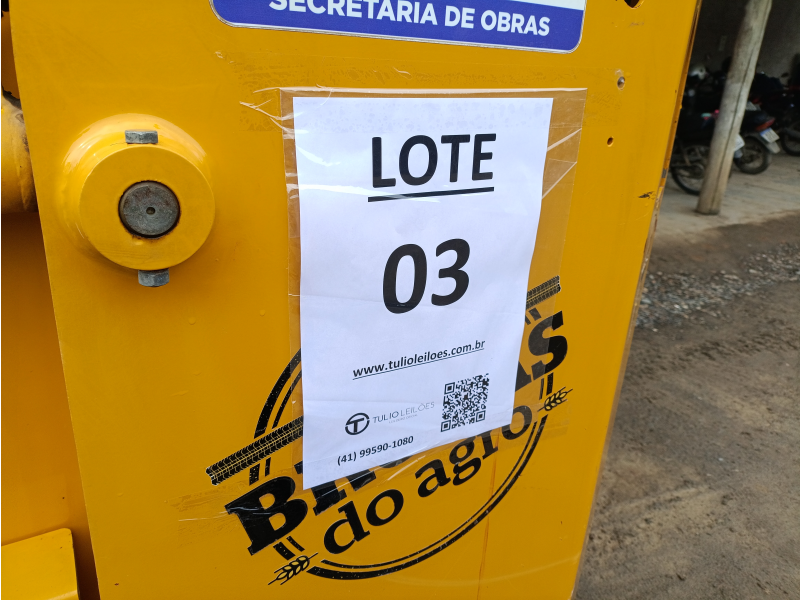 SECRETARIA DE OBRAS
LOTE
03
www.tulioleiloes.com.br
TULIO LEILÕES
(41) 99590-1080
do agro